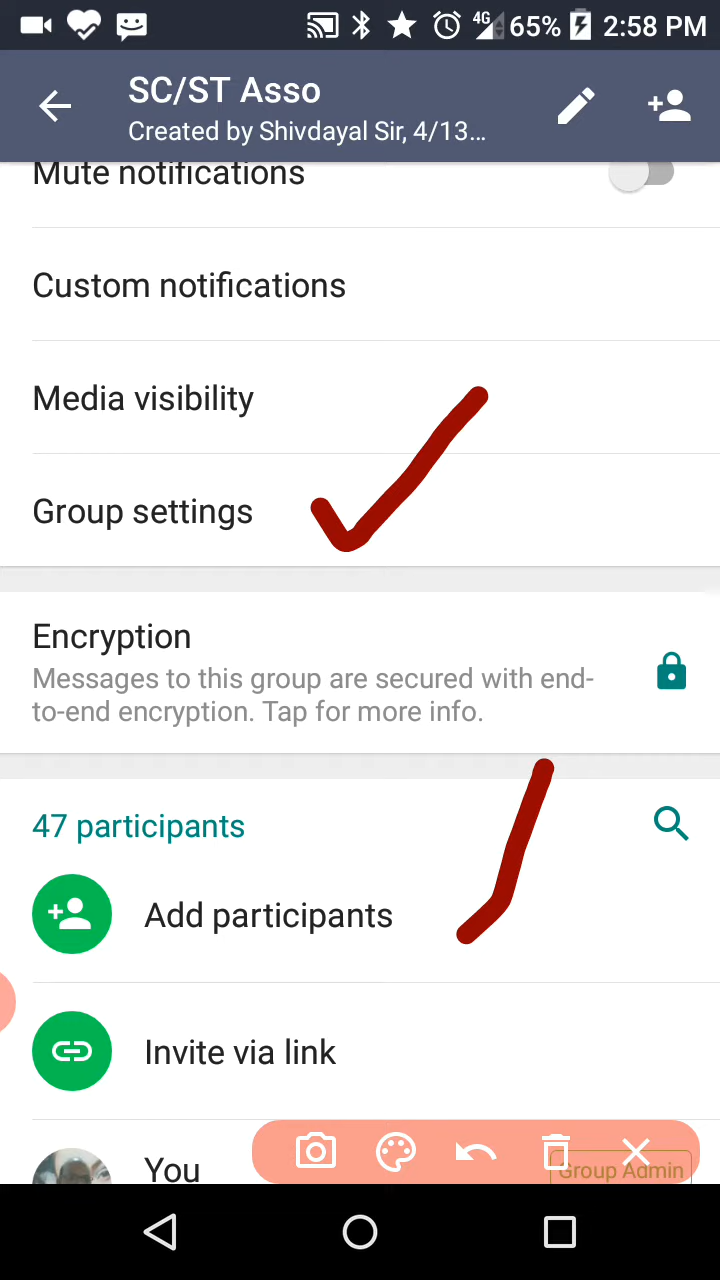 4G 65% 2:58 PM
SC/ST Asso
Created by Shivdayal Sir, 4/13...
Mute notifications
Custom notifications
Media visibility
Group settings
Encryption
Messages to this group are secured with end-
to-end encryption. Tap for more info.
47 participants
Add participants
Invite via link
You
Group Admin